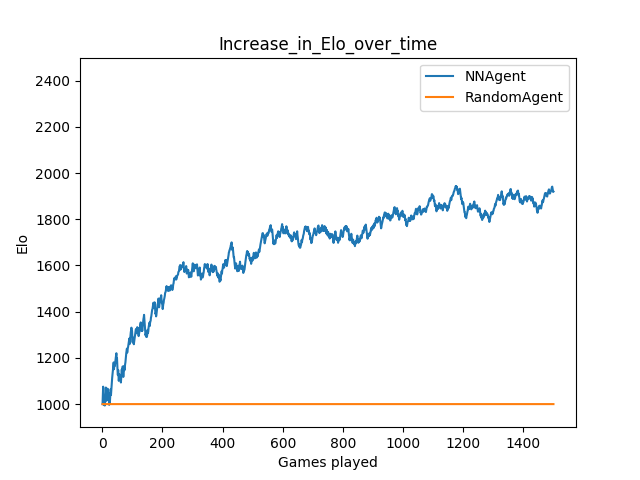 Increase_in_Elo_over_time
NNAgent
RandomAgent
2400
2200
2000
1800
1600
1400
1200
1000
Elo
0 200 400 600 800 1000 1200 1400
Games played